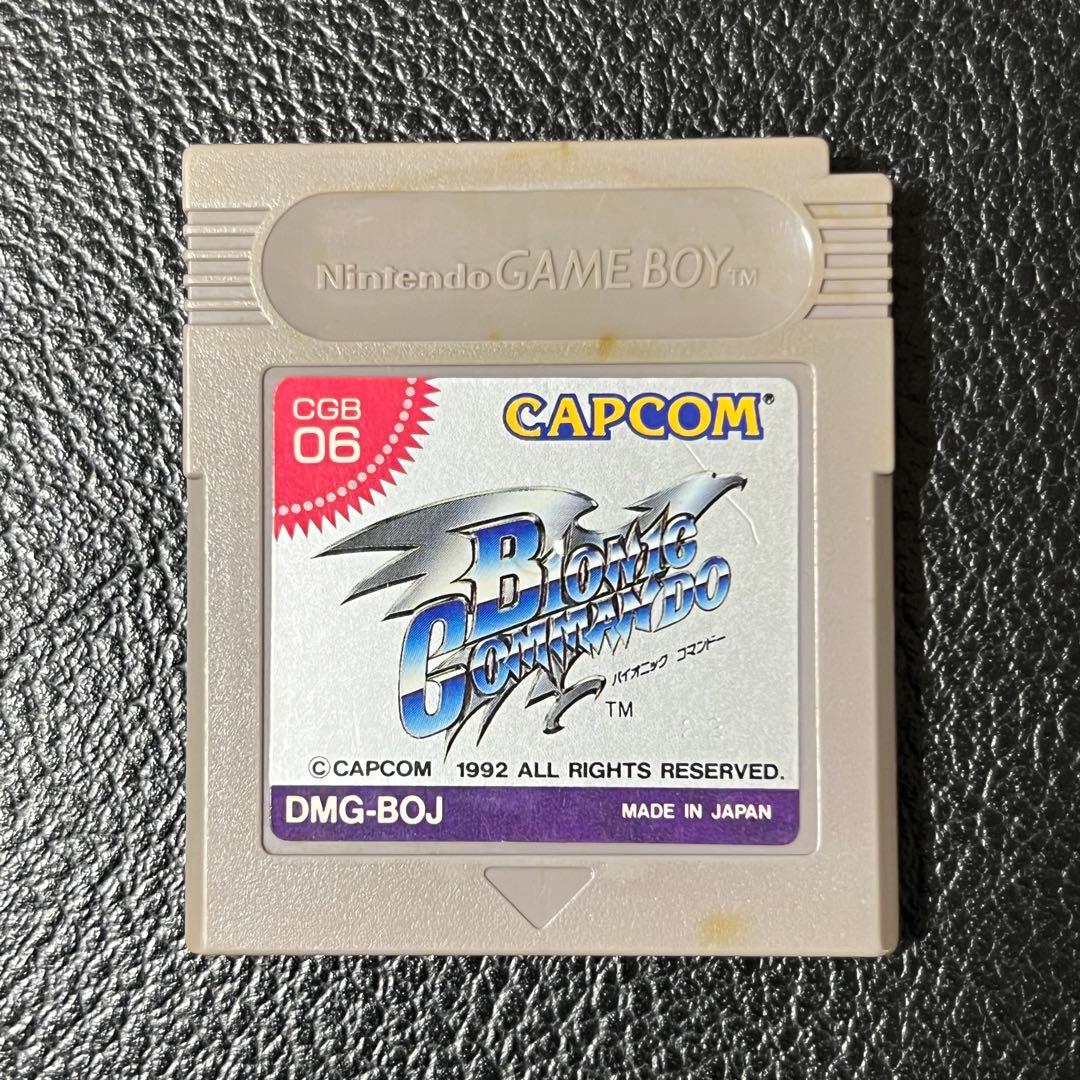 Nintendo GAME BOY™
CGB
06
CAPCOM®
BIONIC
COMMANDO
バイオニック コマンドー
TM
©CAPCOM 1992 ALL RIGHTS RESERVED.
DMG-BOJ MADE IN JAPAN